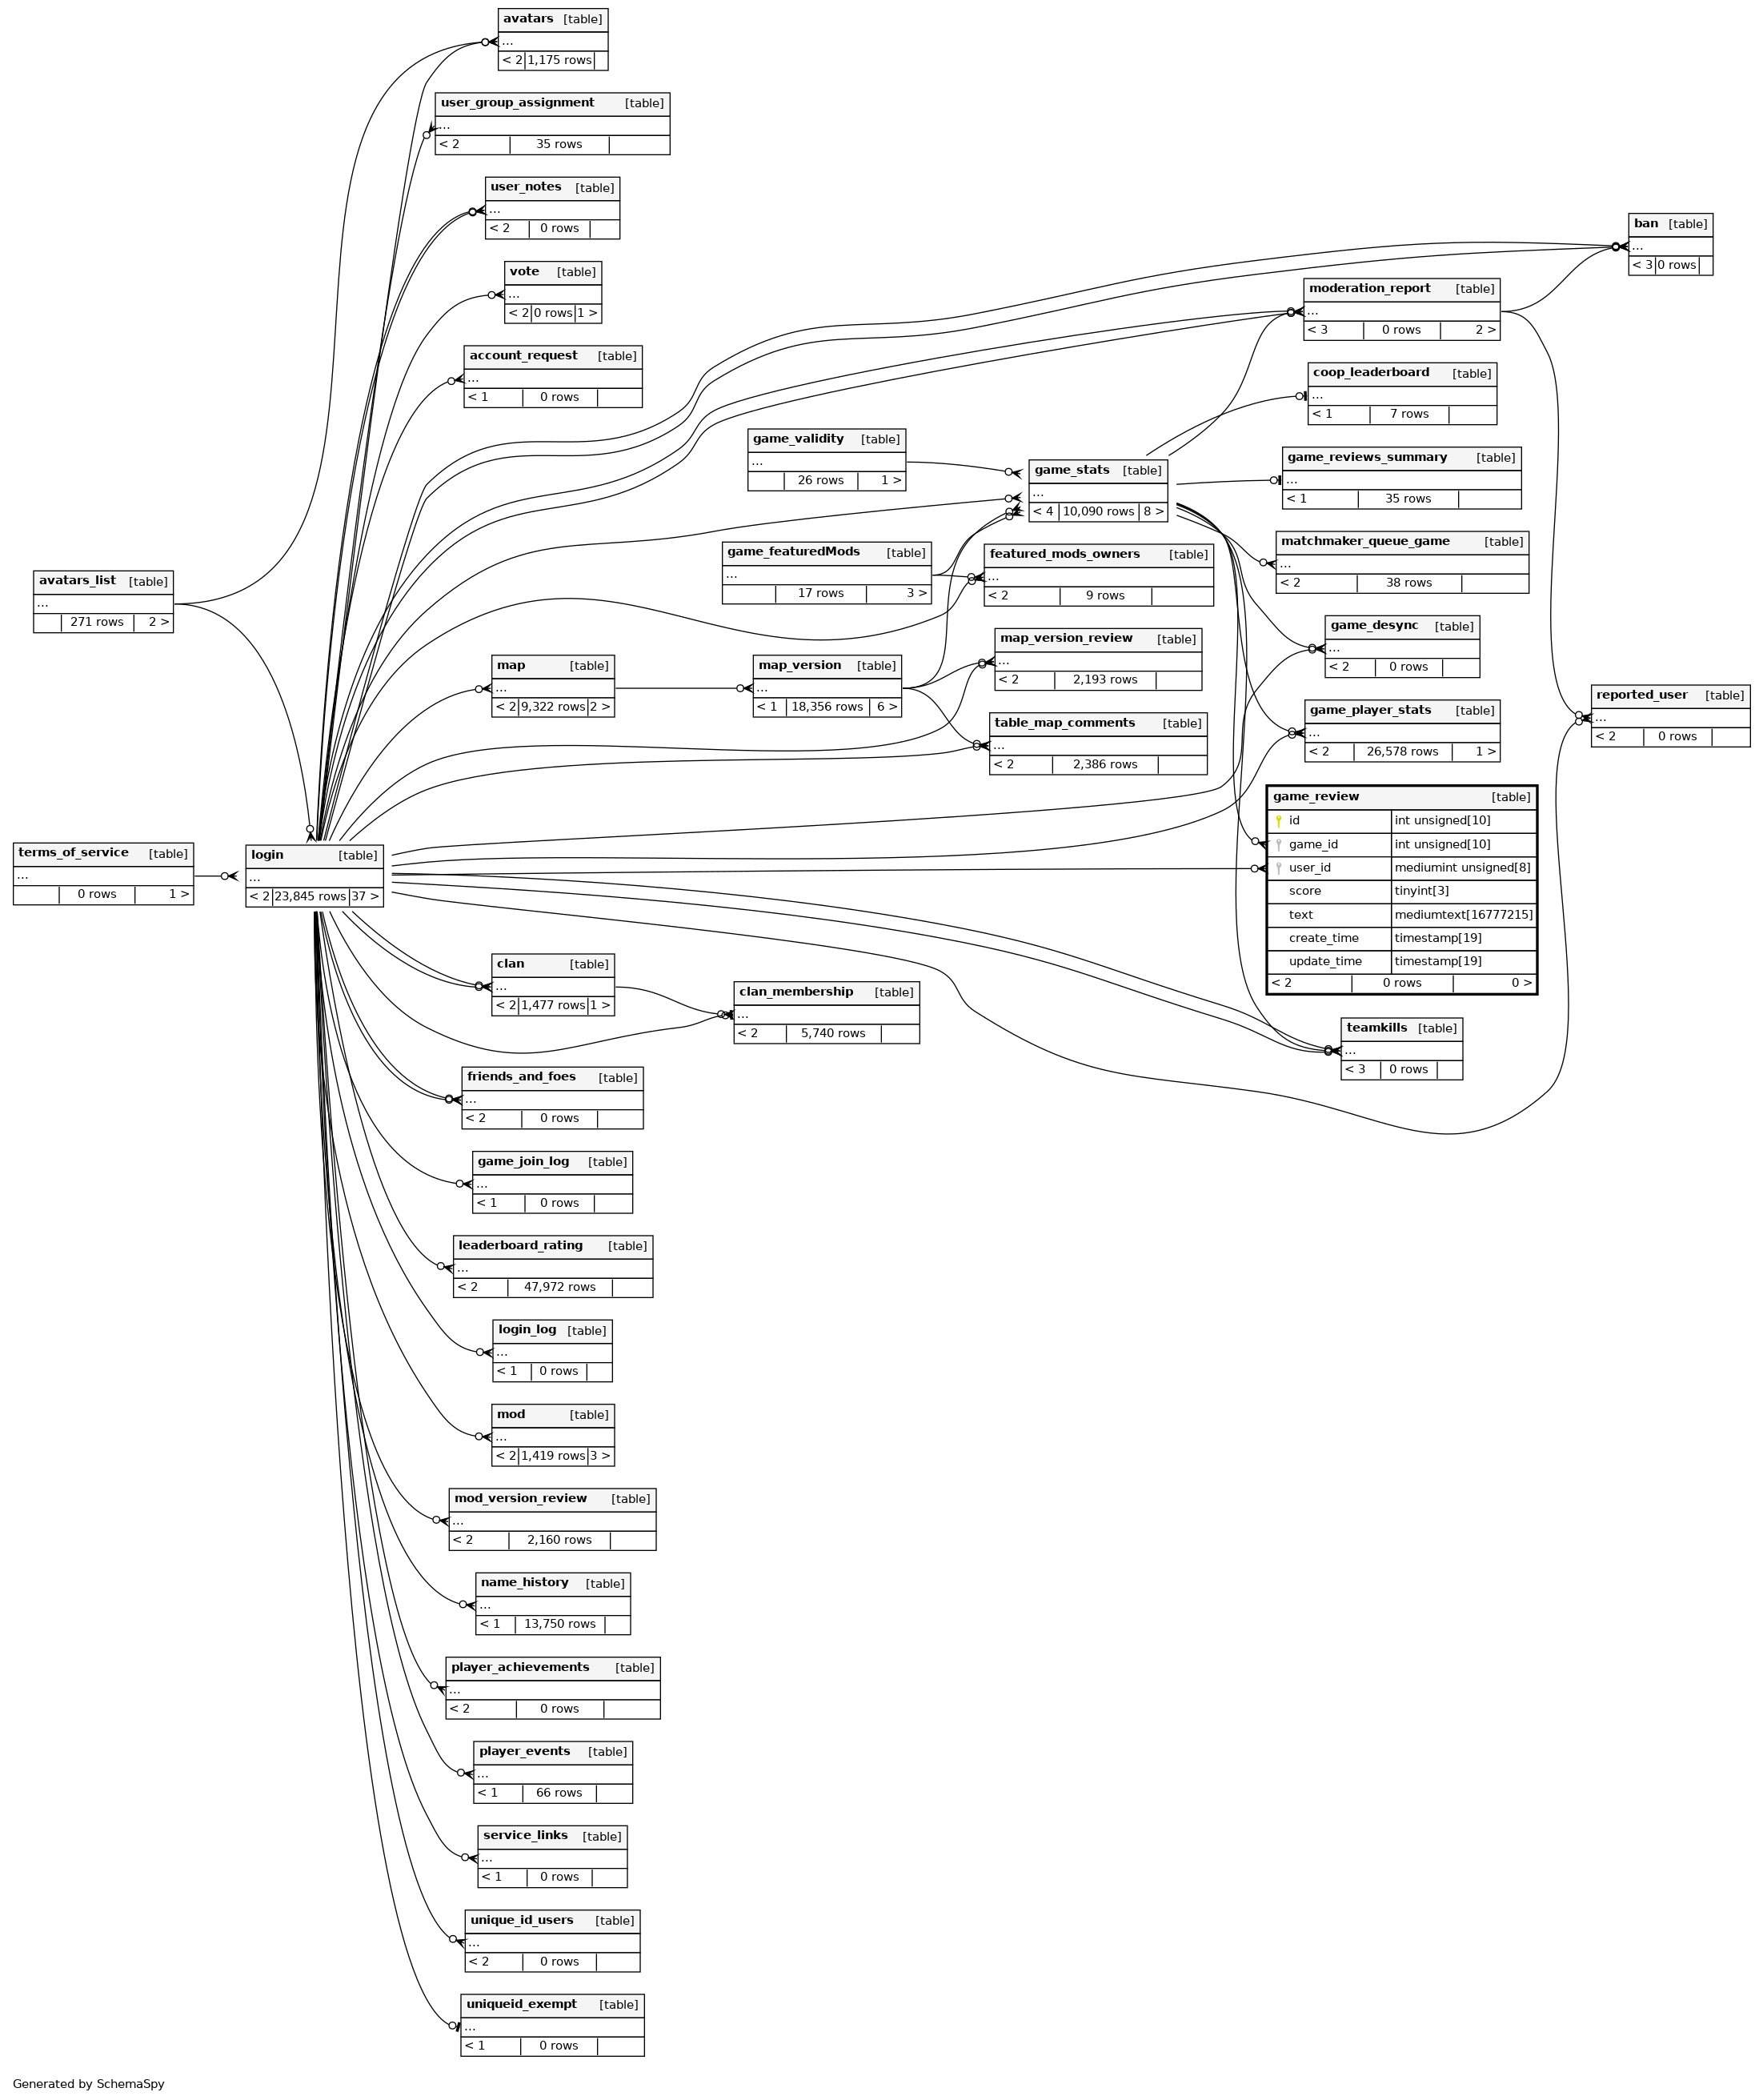 avatars [table]
...
< 2 1,175 rows
user_group_assignment [table]
...
< 2 35 rows
user_notes [table]
...
< 2 0 rows
vote [table]
...
< 2 0 rows 1 >
account_request [table]
...
< 1 0 rows
ban [table]
...
< 3 0 rows
moderation_report [table]
...
< 3 0 rows 2 >
coop_leaderboard [table]
...
< 1 7 rows
game_validity [table]
...
26 rows 1 >
game_stats [table]
...
< 4 10,090 rows 8 >
game_reviews_summary [table]
...
< 1 35 rows
game_featuredMods [table]
...
17 rows 3 >
featured_mods_owners [table]
...
< 2 9 rows
matchmaker_queue_game [table]
...
< 2 38 rows
avatars_list [table]
...
271 rows 2 >
game_desync [table]
...
< 2 0 rows
map_version_review [table]
...
< 2 2,193 rows
map [table]
...
< 2 9,322 rows 2 >
map_version [table]
...
< 1 18,356 rows 6 >
reported_user [table]
...
< 2 0 rows
game_player_stats [table]
...
< 2 26,578 rows 1 >
table_map_comments [table]
...
< 2 2,386 rows
game_review [table]
id int unsigned[10]
game_id int unsigned[10]
user_id mediumint unsigned[8]
score tinyint[3]
text mediumtext[16777215]
create_time timestamp[19]
update_time timestamp[19]
< 2 0 rows 0 >
terms_of_service [table]
...
0 rows 1 >
login [table]
...
< 2 23,845 rows 37 >
clan [table]
...
< 2 1,477 rows 1 >
clan_membership [table]
...
< 2 5,740 rows
teamkills [table]
...
< 3 0 rows
friends_and_foes [table]
...
< 2 0 rows
game_join_log [table]
...
< 1 0 rows
leaderboard_rating [table]
...
< 2 47,972 rows
login_log [table]
...
< 1 0 rows
mod [table]
...
< 2 1,419 rows 3 >
mod_version_review [table]
...
< 2 2,160 rows
name_history [table]
...
< 1 13,750 rows
player_achievements [table]
...
< 2 0 rows
player_events [table]
...
< 1 66 rows
service_links [table]
...
< 1 0 rows
unique_id_users [table]
...
< 2 0 rows
uniqueid_exempt [table]
...
< 1 0 rows
Generated by SchemaSpy